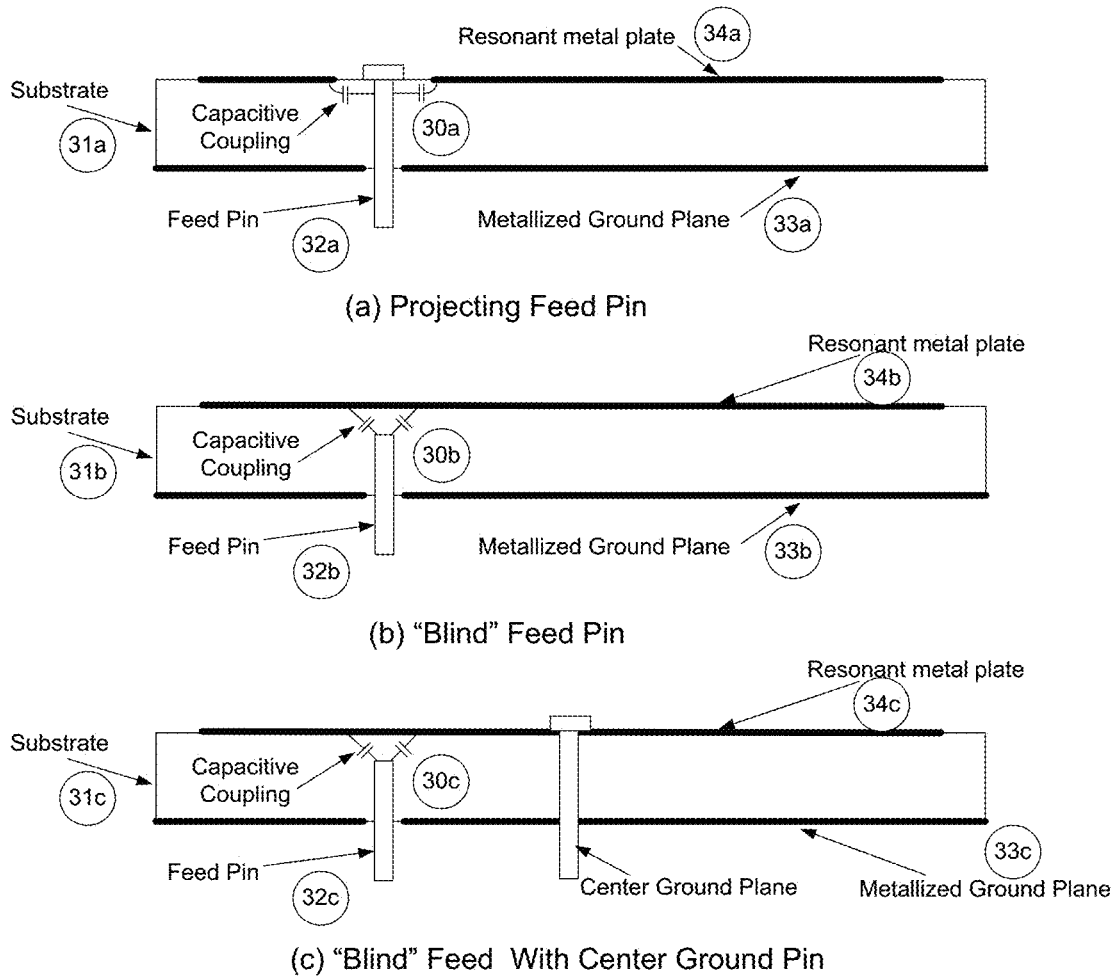 Resonant metal plate
34a
Substrate
31a
Capacitive
Coupling
30a
Feed Pin
32a
Metallized Ground Plane
33a
(a) Projecting Feed Pin
Resonant metal plate
34b
Substrate
31b
Capacitive
Coupling
30b
Feed Pin
32b
Metallized Ground Plane
33b
(b) “Blind” Feed Pin
Resonant metal plate
34c
Substrate
31c
Capacitive
Coupling
30c
33c
Feed Pin
32c
Center Ground Plane
Metallized Ground Plane
(c) “Blind” Feed With Center Ground Pin